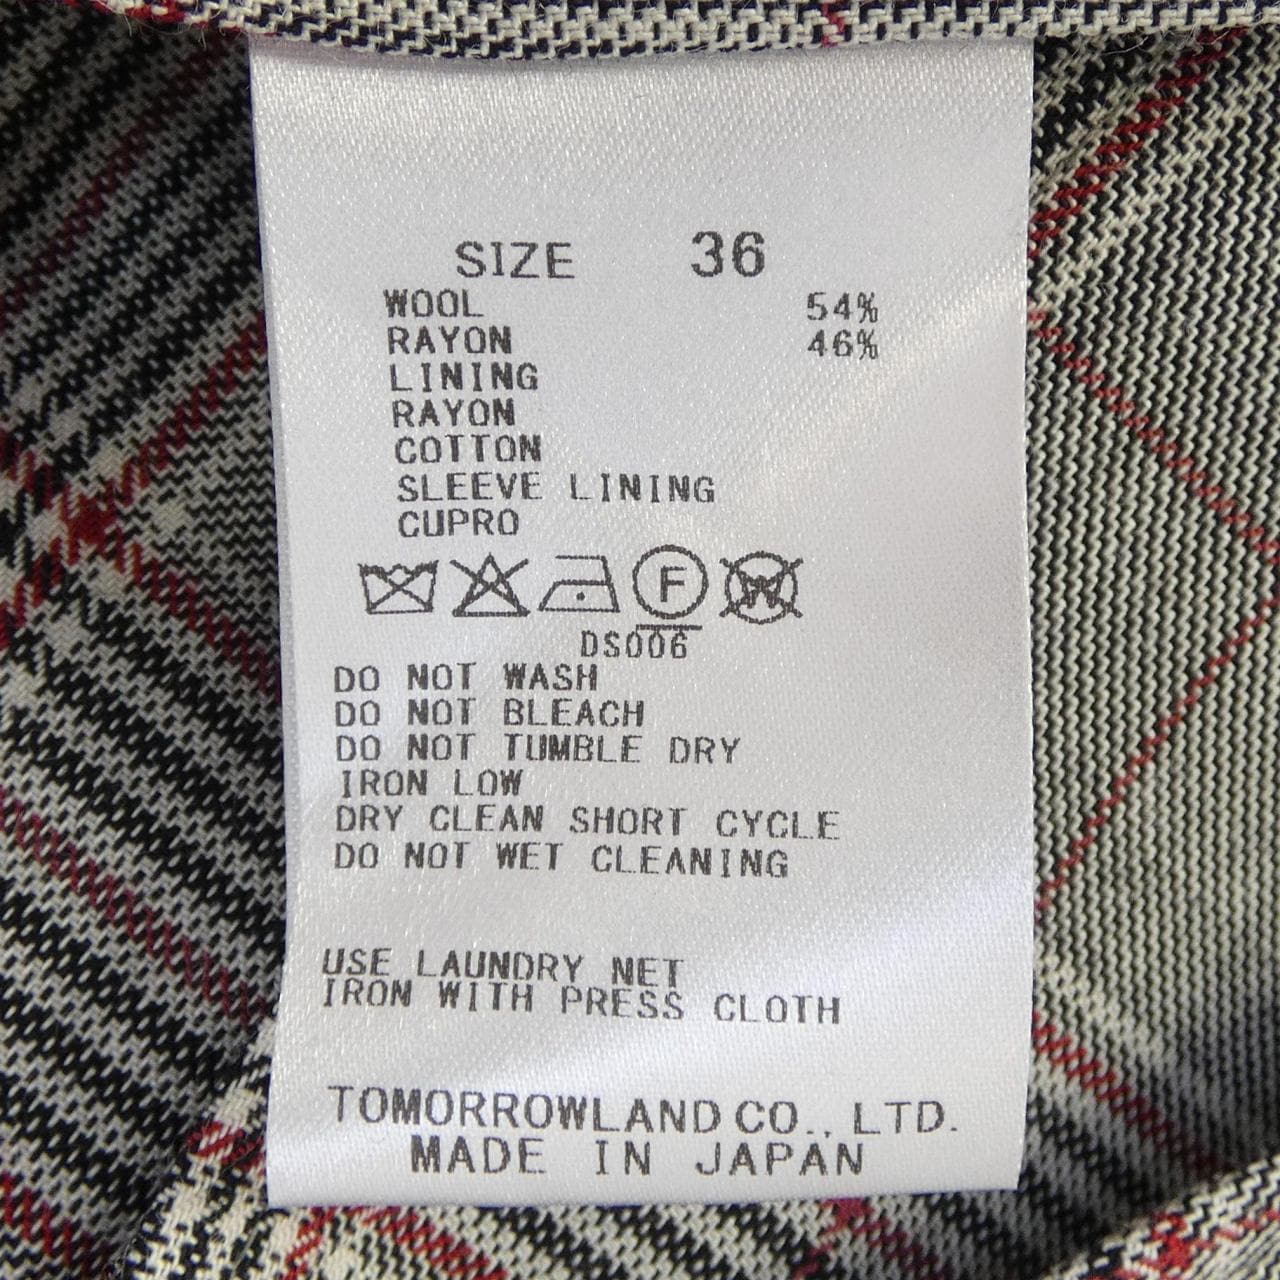 SIZE 36
WOOL 54%
RAYON 46%
LINING
RAYON
COTTON
SLEEVE LINING
CUPRO
F W
DS006
DO NOT WASH
DO NOT BLEACH
DO NOT TUMBLE DRY
IRON LOW
DRY CLEAN SHORT CYCLE
DO NOT WET CLEANING
USE LAUNDRY NET
IRON WITH PRESS CLOTH
TOMORROWLAND CO., LTD.
MADE IN JAPAN